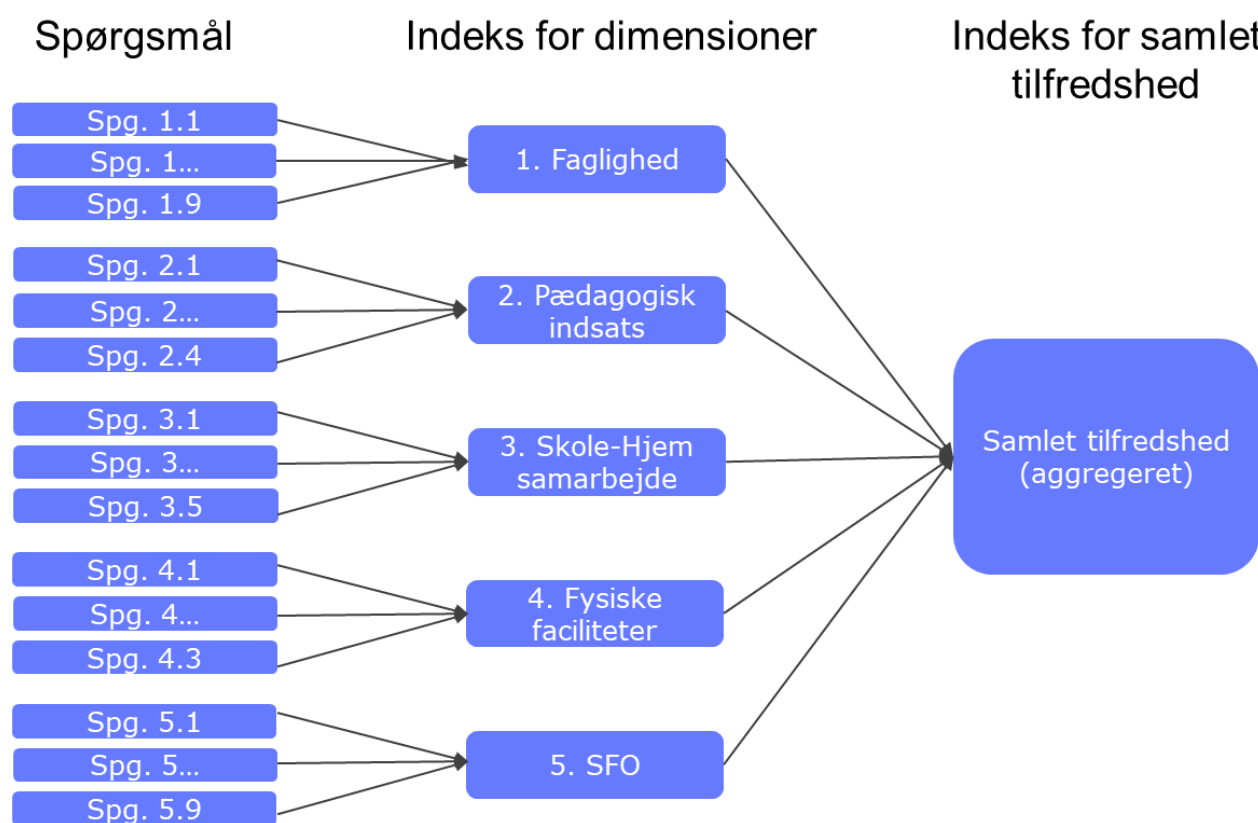 Spørgsmål
Indeks for dimensioner
Indeks for samlet
tilfredshed
Spg. 1.1
Spg. 1...
Spg. 1.9
1. Faglighed
Spg. 2.1
Spg. 2...
Spg. 2.4
2. Pædagogisk
indsats
Spg. 3.1
Spg. 3...
Spg. 3.5
3. Skole-Hjem
samarbejde
Spg. 4.1
Spg. 4...
Spg. 4.3
4. Fysiske
faciliteter
Spg. 5.1
Spg. 5...
Spg. 5.9
5. SFO
Samlet tilfredshed
(aggregeret)